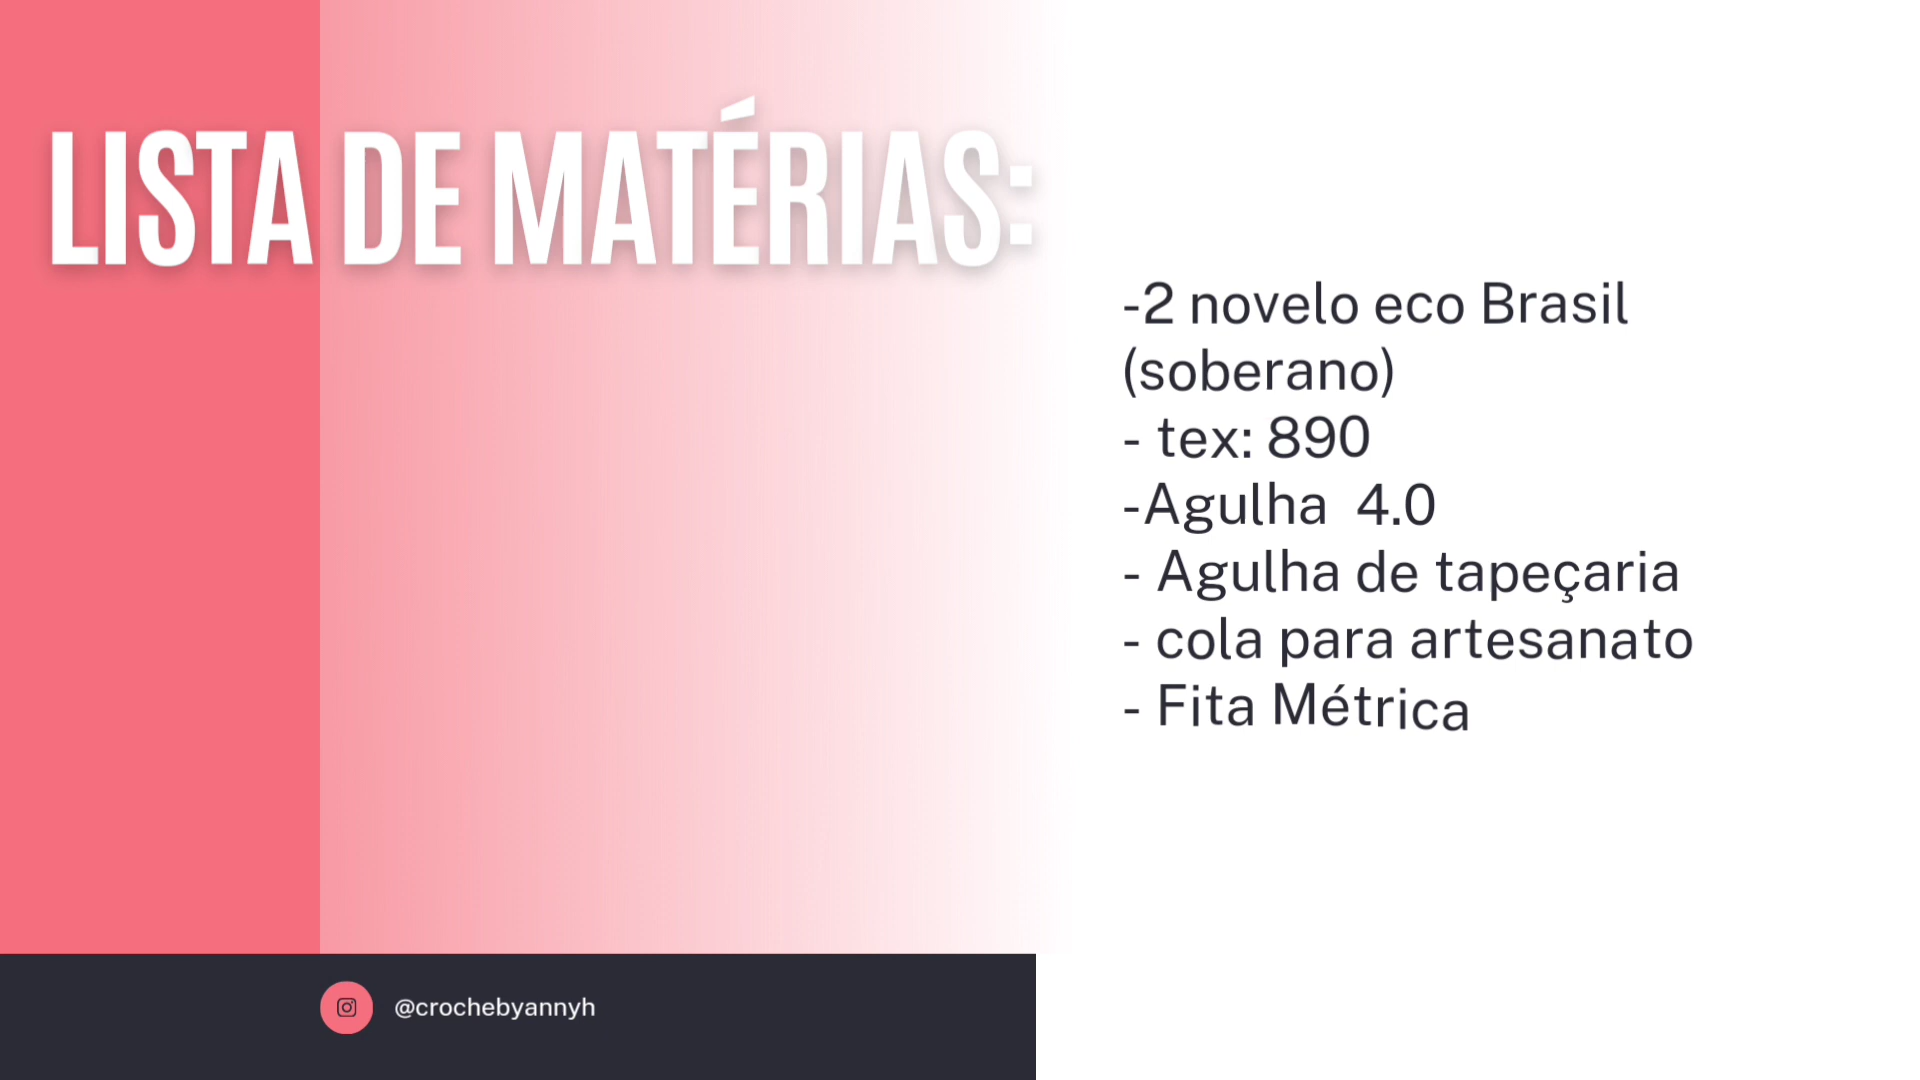 LISTA DE MATÉRIAS:
-2 novelo eco Brasil
(soberano)
- tex: 890
-Agulha  4.0
- Agulha de tapeçaria
- cola para artesanato
- Fita Métrica
@crochebyannyh